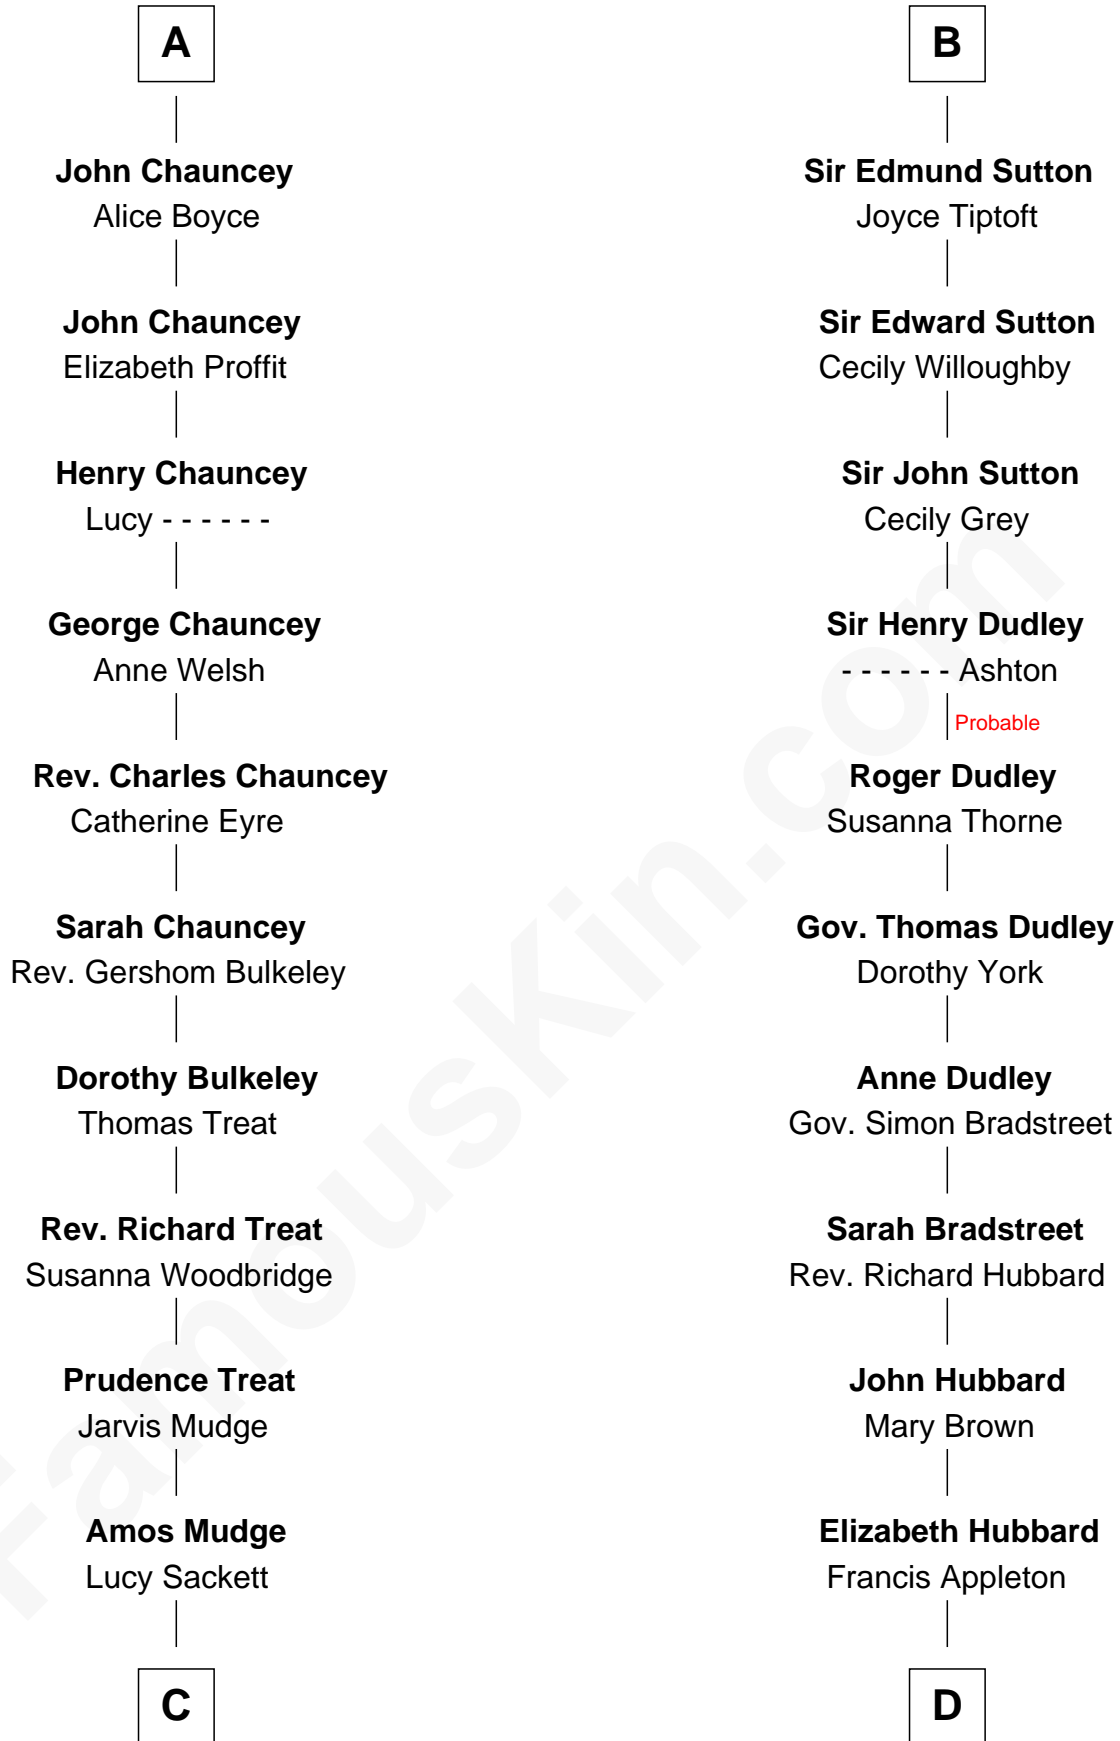 A
John Chauncey
Alice Boyce
John Chauncey
Elizabeth Proffit
Henry Chauncey
Lucy - - - - - -
George Chauncey
Anne Welsh
Rev. Charles Chauncey
Catherine Eyre
Sarah Chauncey
Rev. Gershom Bulkeley
Dorothy Bulkeley
Thomas Treat
Rev. Richard Treat
Susanna Woodbridge
Prudence Treat
Jarvis Mudge
Amos Mudge
Lucy Sackett
C
B
Sir Edmund Sutton
Joyce Tiptoft
Sir Edward Sutton
Cecily Willoughby
Sir John Sutton
Cecily Grey
Sir Henry Dudley
- - - - - - Ashton
Probable
Roger Dudley
Susanna Thorne
Gov. Thomas Dudley
Dorothy York
Anne Dudley
Gov. Simon Bradstreet
Sarah Bradstreet
Rev. Richard Hubbard
John Hubbard
Mary Brown
Elizabeth Hubbard
Francis Appleton
D
FamousKin.com